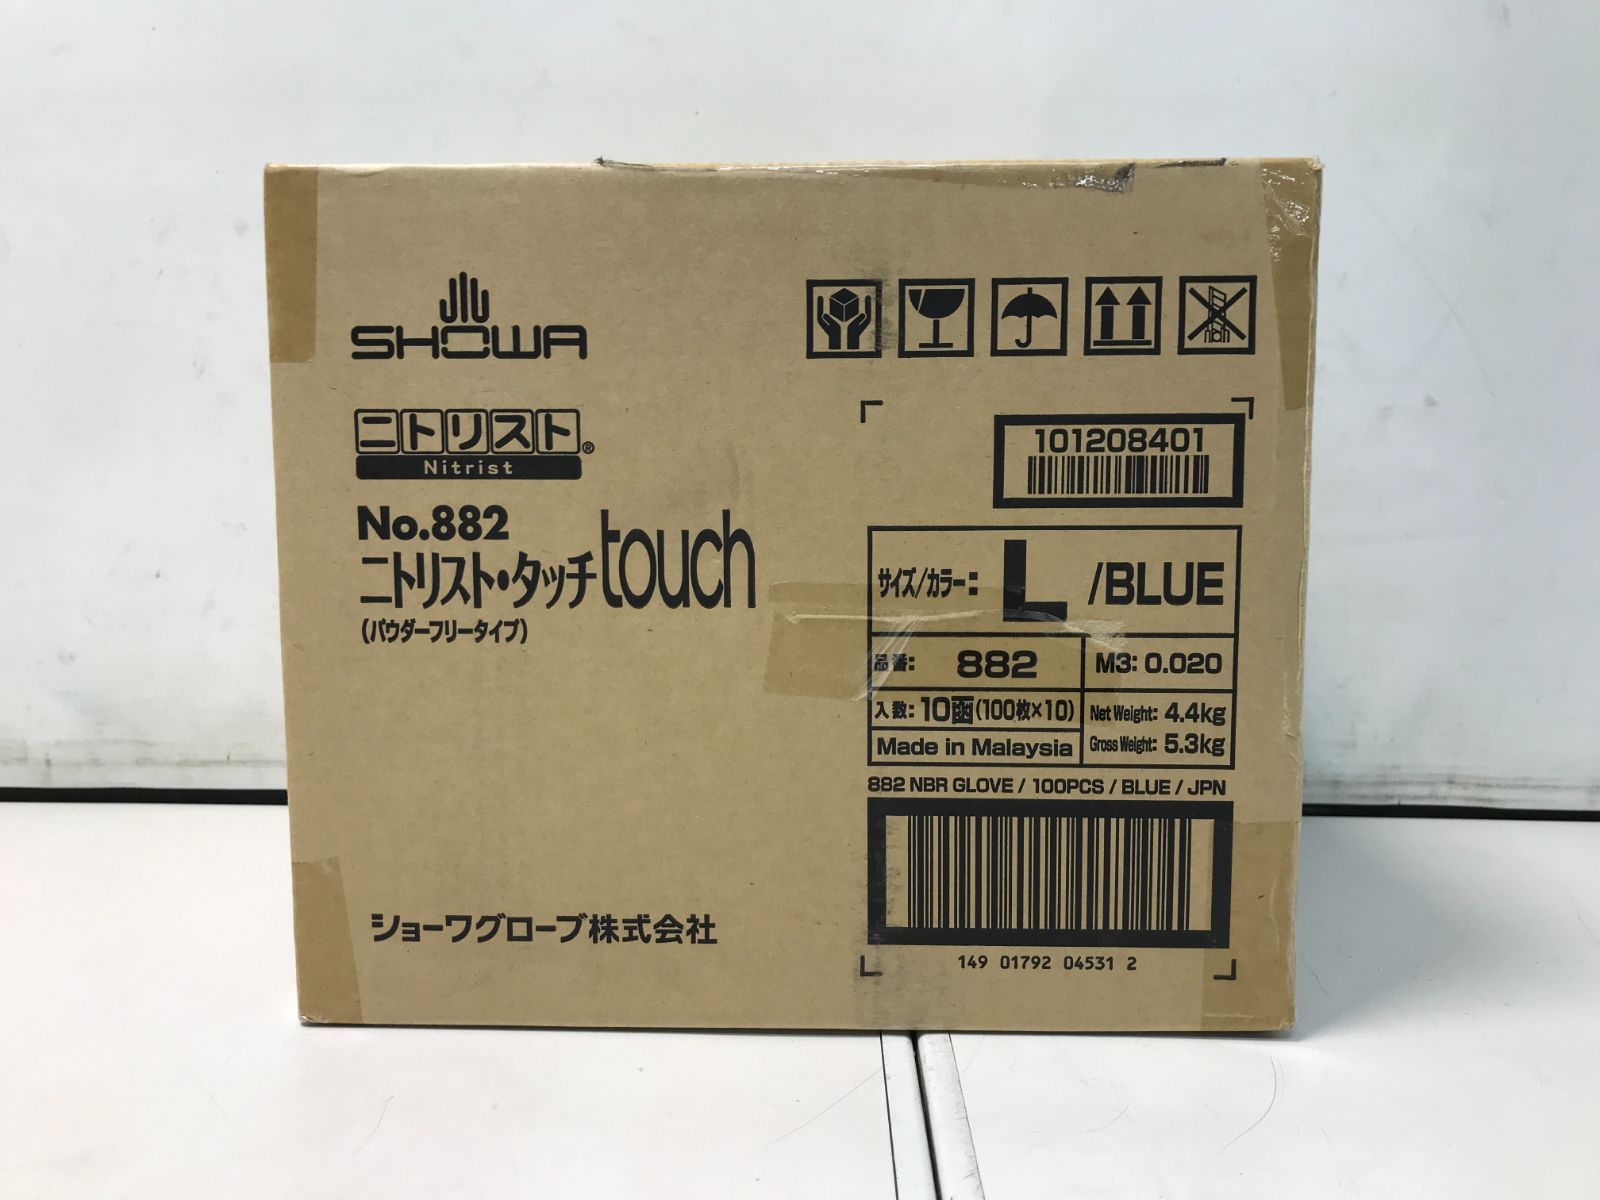 SHOWA
ニトリスト®
Nitrist
No.882
ニトリスト・タッチtouch
(パウダーフリータイプ)
ショーワグローブ株式会社
101208401
サイズ/カラー: L /BLUE
品番: 882
M3: 0.020
入数: 10函(100枚×10)
Net Weight: 4.4kg
Made in Malaysia
Gross Weight: 5.3kg
882 NBR GLOVE / 100PCS / BLUE / JPN
149 01792 04531 2